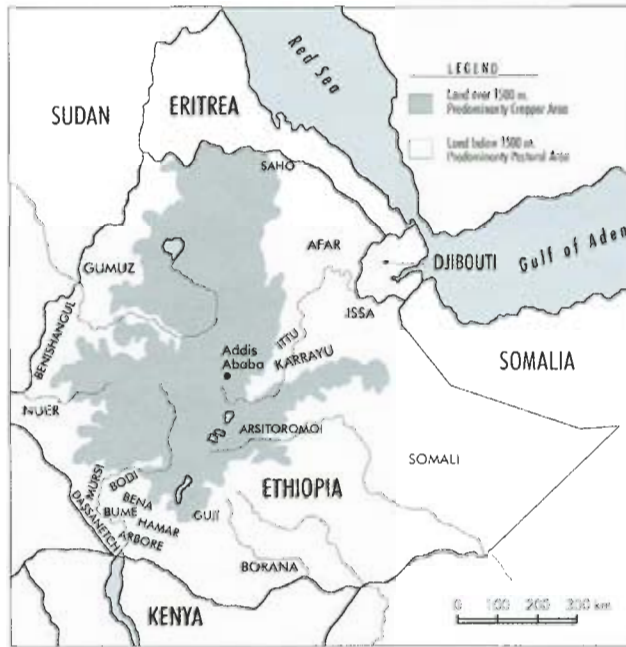 Red Sea
LEGEND
Land over 1500 m.
Predominantly Cropper Area
Land below 1500 m.
Predominantly Pastoral Area
SUDAN
ERITREA
SAHO
AFAR
DJIBOUTI
Gulf of Aden
GUMUZ
ISSA
BENISHANGUL
ITTU
KARRAYU
Addis
Ababa
SOMALIA
NUER
ARSITOROMOI
SOMALI
MURSI
BODI
BENA
ETHIOPIA
DASSANETCH
BUME
HAMAR
GUJI
ARBORE
BORANA
KENYA
0 100 200 300 km.